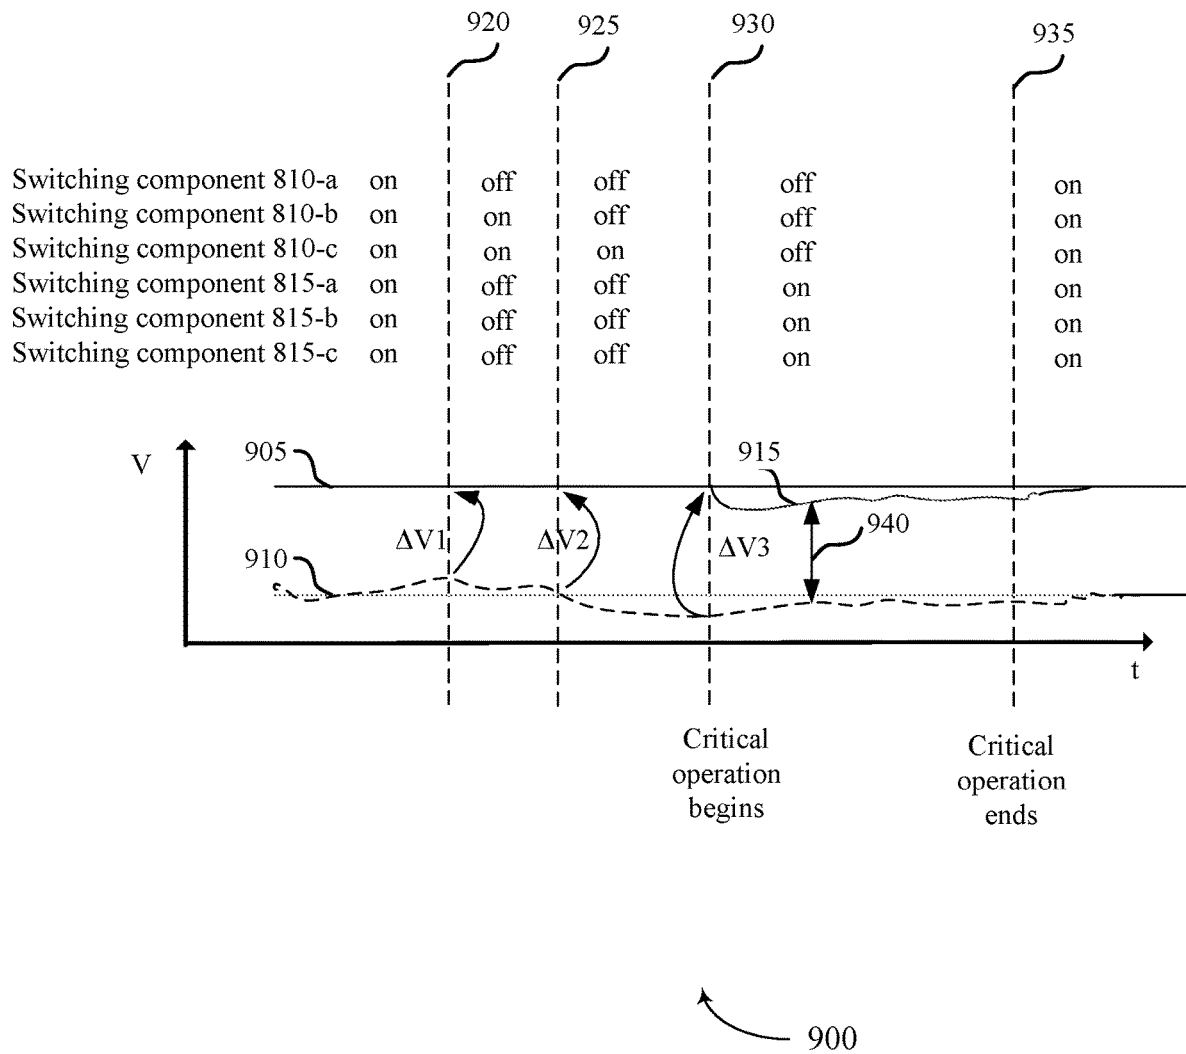 920
925
930
935
Switching component 810-a on off off off on
Switching component 810-b on on off off on
Switching component 810-c on on on off on
Switching component 815-a on off off on on
Switching component 815-b on off off on on
Switching component 815-c on off off on on
V
905
915
910
ΔV1
ΔV2
ΔV3
940
t
Critical
operation
begins
Critical
operation
ends
900